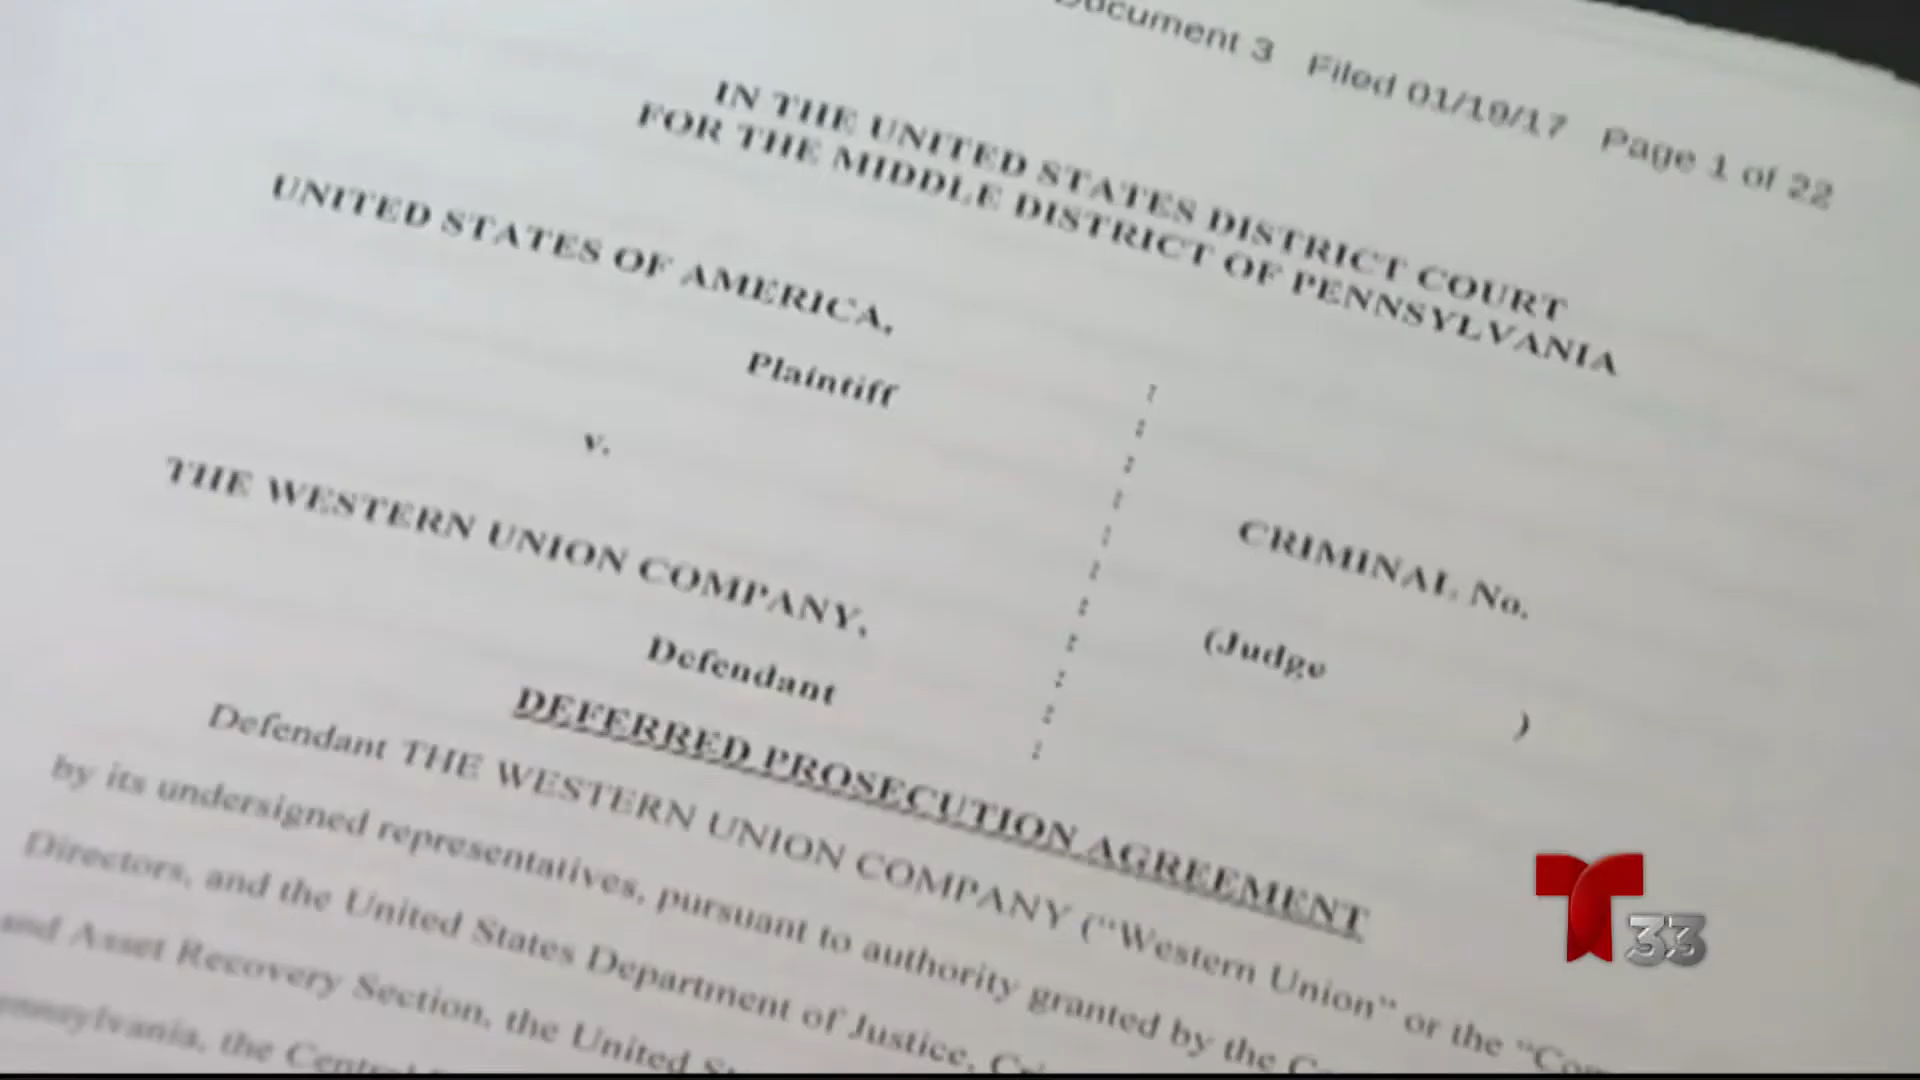 Document 3 Filed 01/19/17 Page 1 of 22
IN THE UNITED STATES DISTRICT COURT
FOR THE MIDDLE DISTRICT OF PENNSYLVANIA
UNITED STATES OF AMERICA,
Plaintiff
v.
THE WESTERN UNION COMPANY,
Defendant
:
:
:
:
:
:
:
:
:
:
:
CRIMINAL No.
(Judge )
DEFERRED PROSECUTION AGREEMENT
Defendant THE WESTERN UNION COMPANY ("Western Union" or the
by its undersigned representatives, pursuant to authority granted by the
Directors, and the United States Department of Justice,
and Asset Recovery Section, the United
the
T 33